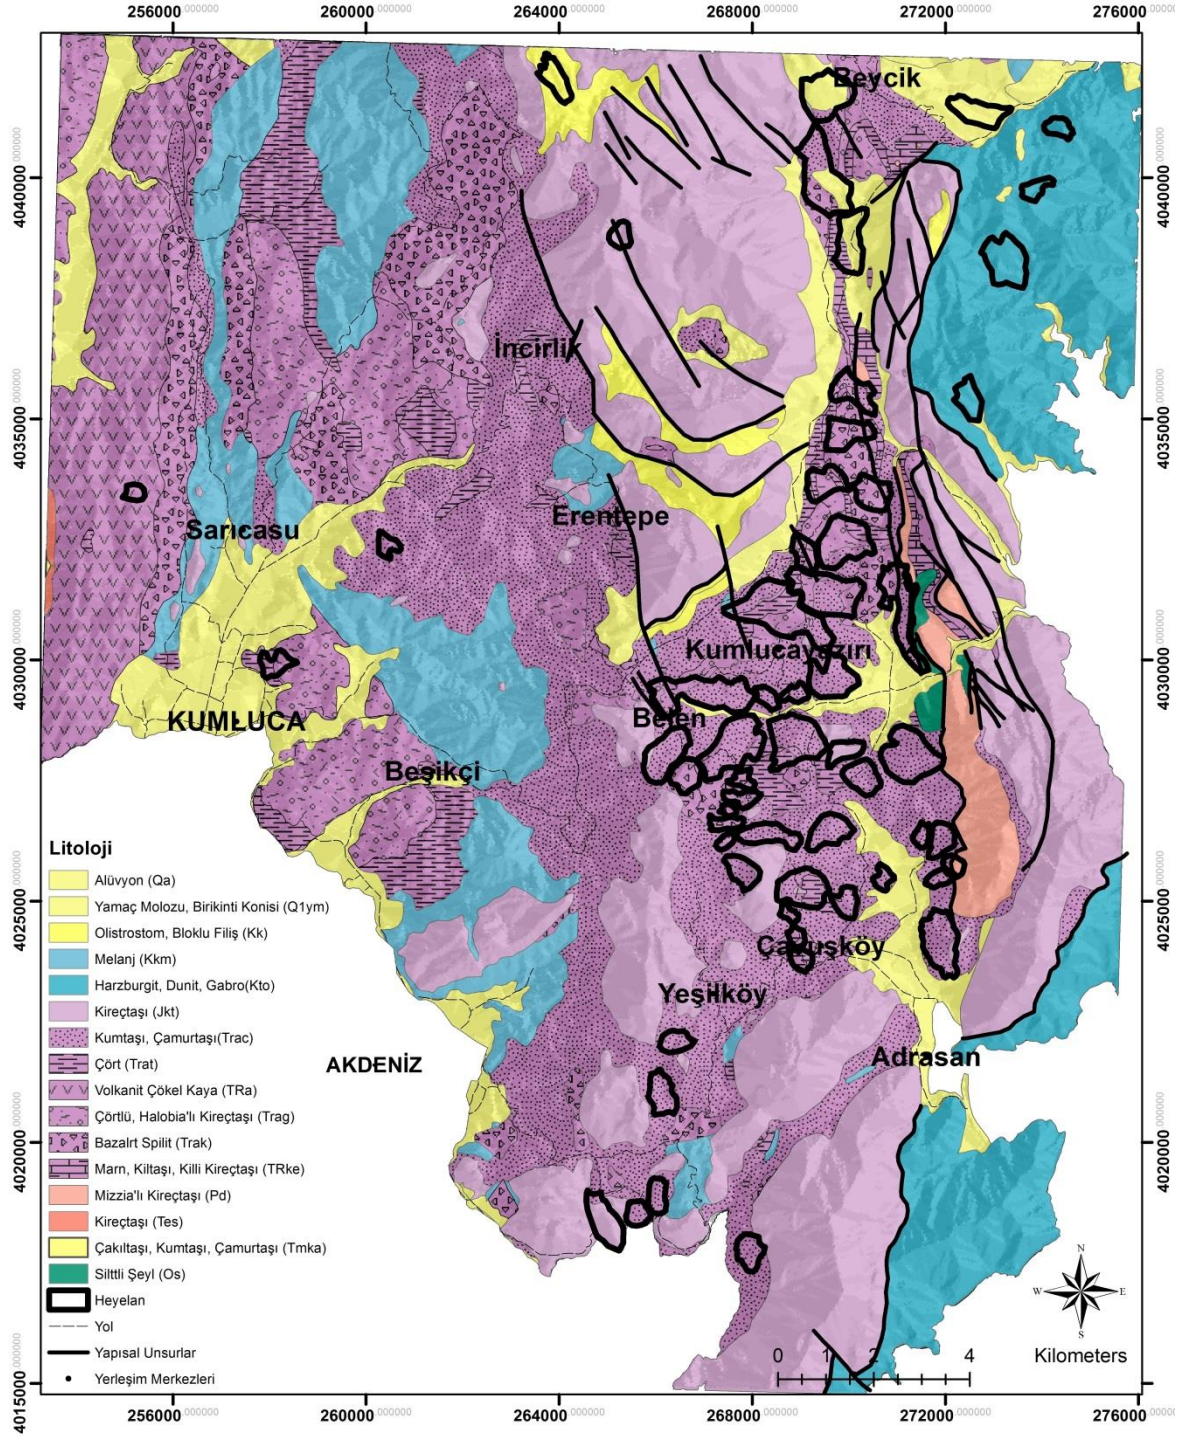 256000.000000 260000.000000 264000.000000 268000.000000 272000.000000 276000.000000
4040000.000000
4035000.000000
4030000.000000
4025000.000000
4020000.000000
4015000.000000
Beycik
İncirlik
Erentepe
Sarıcasu
Kumlucayazırı
Belen
KUMLUCA
Beşikçi
Çavuşköy
Yeşilköy
Adrasan
AKDENİZ
Litoloji
Alüvyon (Qa)
Yamaç Molozu, Birikinti Konisi (Q1ym)
Olistrostom, Bloklu Filiş (Kk)
Melanj (Kkm)
Harzburgit, Dunit, Gabro(Kto)
Kireçtaşı (Jkt)
Kumtaşı, Çamurtaşı(Trac)
Çört (Trat)
Volkanit Çökel Kaya (TRa)
Çörtlü, Halobia'lı Kireçtaşı (Trag)
Bazalrt Spilit (Trak)
Marn, Kiltaşı, Killi Kireçtaşı (TRke)
Mizzia'lı Kireçtaşı (Pd)
Kireçtaşı (Tes)
Çakıltaşı, Kumtaşı, Çamurtaşı (Tmka)
Silttli Şeyl (Os)
Heyelan
Yol
Yapısal Unsurlar
Yerleşim Merkezleri
N
W E
S
0 1 2 4 Kilometers
4040000.000000
4035000.000000
4030000.000000
4025000.000000
4020000.000000
4015000.000000
256000.000000 260000.000000 264000.000000 268000.000000 272000.000000 276000.000000